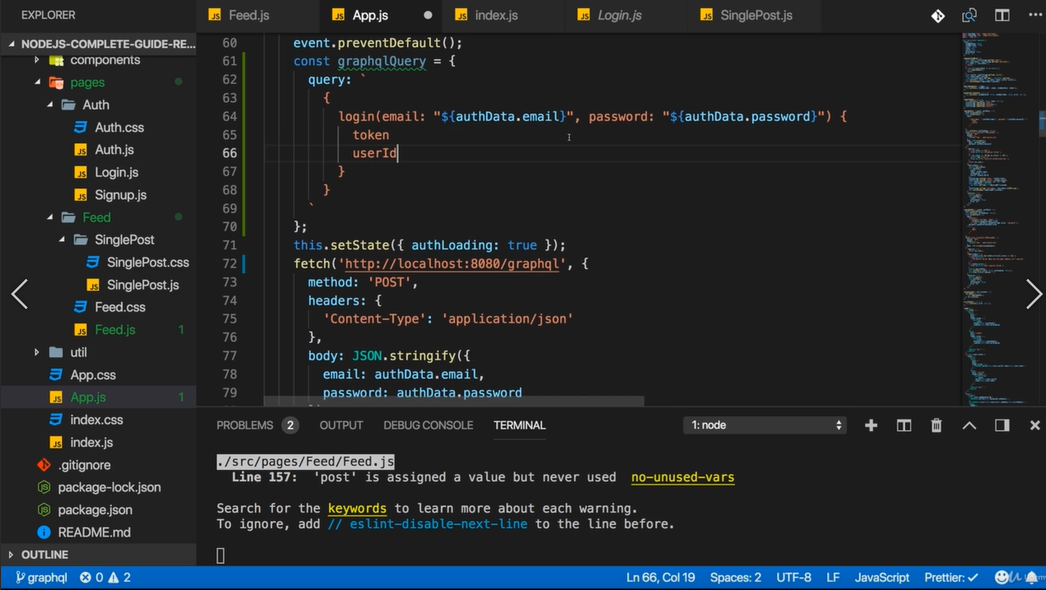 EXPLORER
Feed.js
App.js
index.js
Login.js
SinglePost.js
NODEJS-COMPLETE-GUIDE-RE...
components
pages
Auth
Auth.css
Auth.js
Login.js
Signup.js
Feed
SinglePost
SinglePost.css
SinglePost.js
Feed.css
Feed.js 1
util
App.css
App.js 1
index.css
index.js
.gitignore
package-lock.json
package.json
README.md
OUTLINE
60 event.preventDefault();
61 const graphqlQuery = {
62 query: `
63 {
64 login(email: "${authData.email}", password: "${authData.password}") {
65 token
66 userId
67 }
68 }
69 `
70 };
71 this.setState({ authLoading: true });
72 fetch('http://localhost:8080/graphql', {
73 method: 'POST',
74 headers: {
75 'Content-Type': 'application/json'
76 },
77 body: JSON.stringify({
78 email: authData.email,
79 password: authData.password
PROBLEMS 2 OUTPUT DEBUG CONSOLE TERMINAL 1: node
./src/pages/Feed/Feed.js
Line 157: 'post' is assigned a value but never used no-unused-vars
Search for the keywords to learn more about each warning.
To ignore, add // eslint-disable-next-line to the line before.
graphql 0 2 Ln 66, Col 19 Spaces: 2 UTF-8 LF JavaScript Prettier: ✓